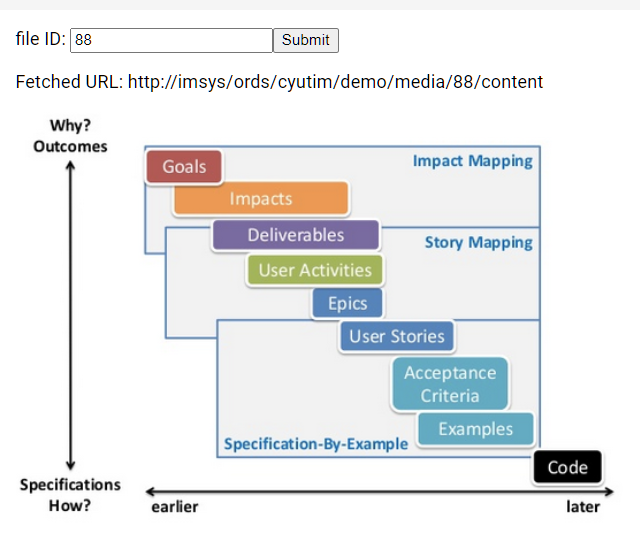 file ID: 88 Submit
Fetched URL: http://imsys/ords/cyutim/demo/media/88/content
Why?
Outcomes
Goals
Impact Mapping
Impacts
Deliverables
Story Mapping
User Activities
Epics
User Stories
Acceptance
Criteria
Examples
Specification-By-Example
Code
Specifications
How?
earlier
later